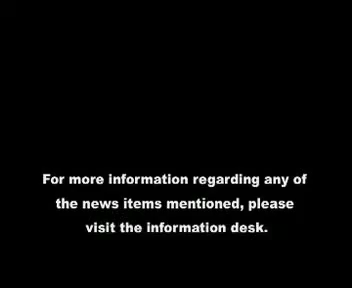 For more information regarding any of
the news items mentioned, please
visit the information desk.